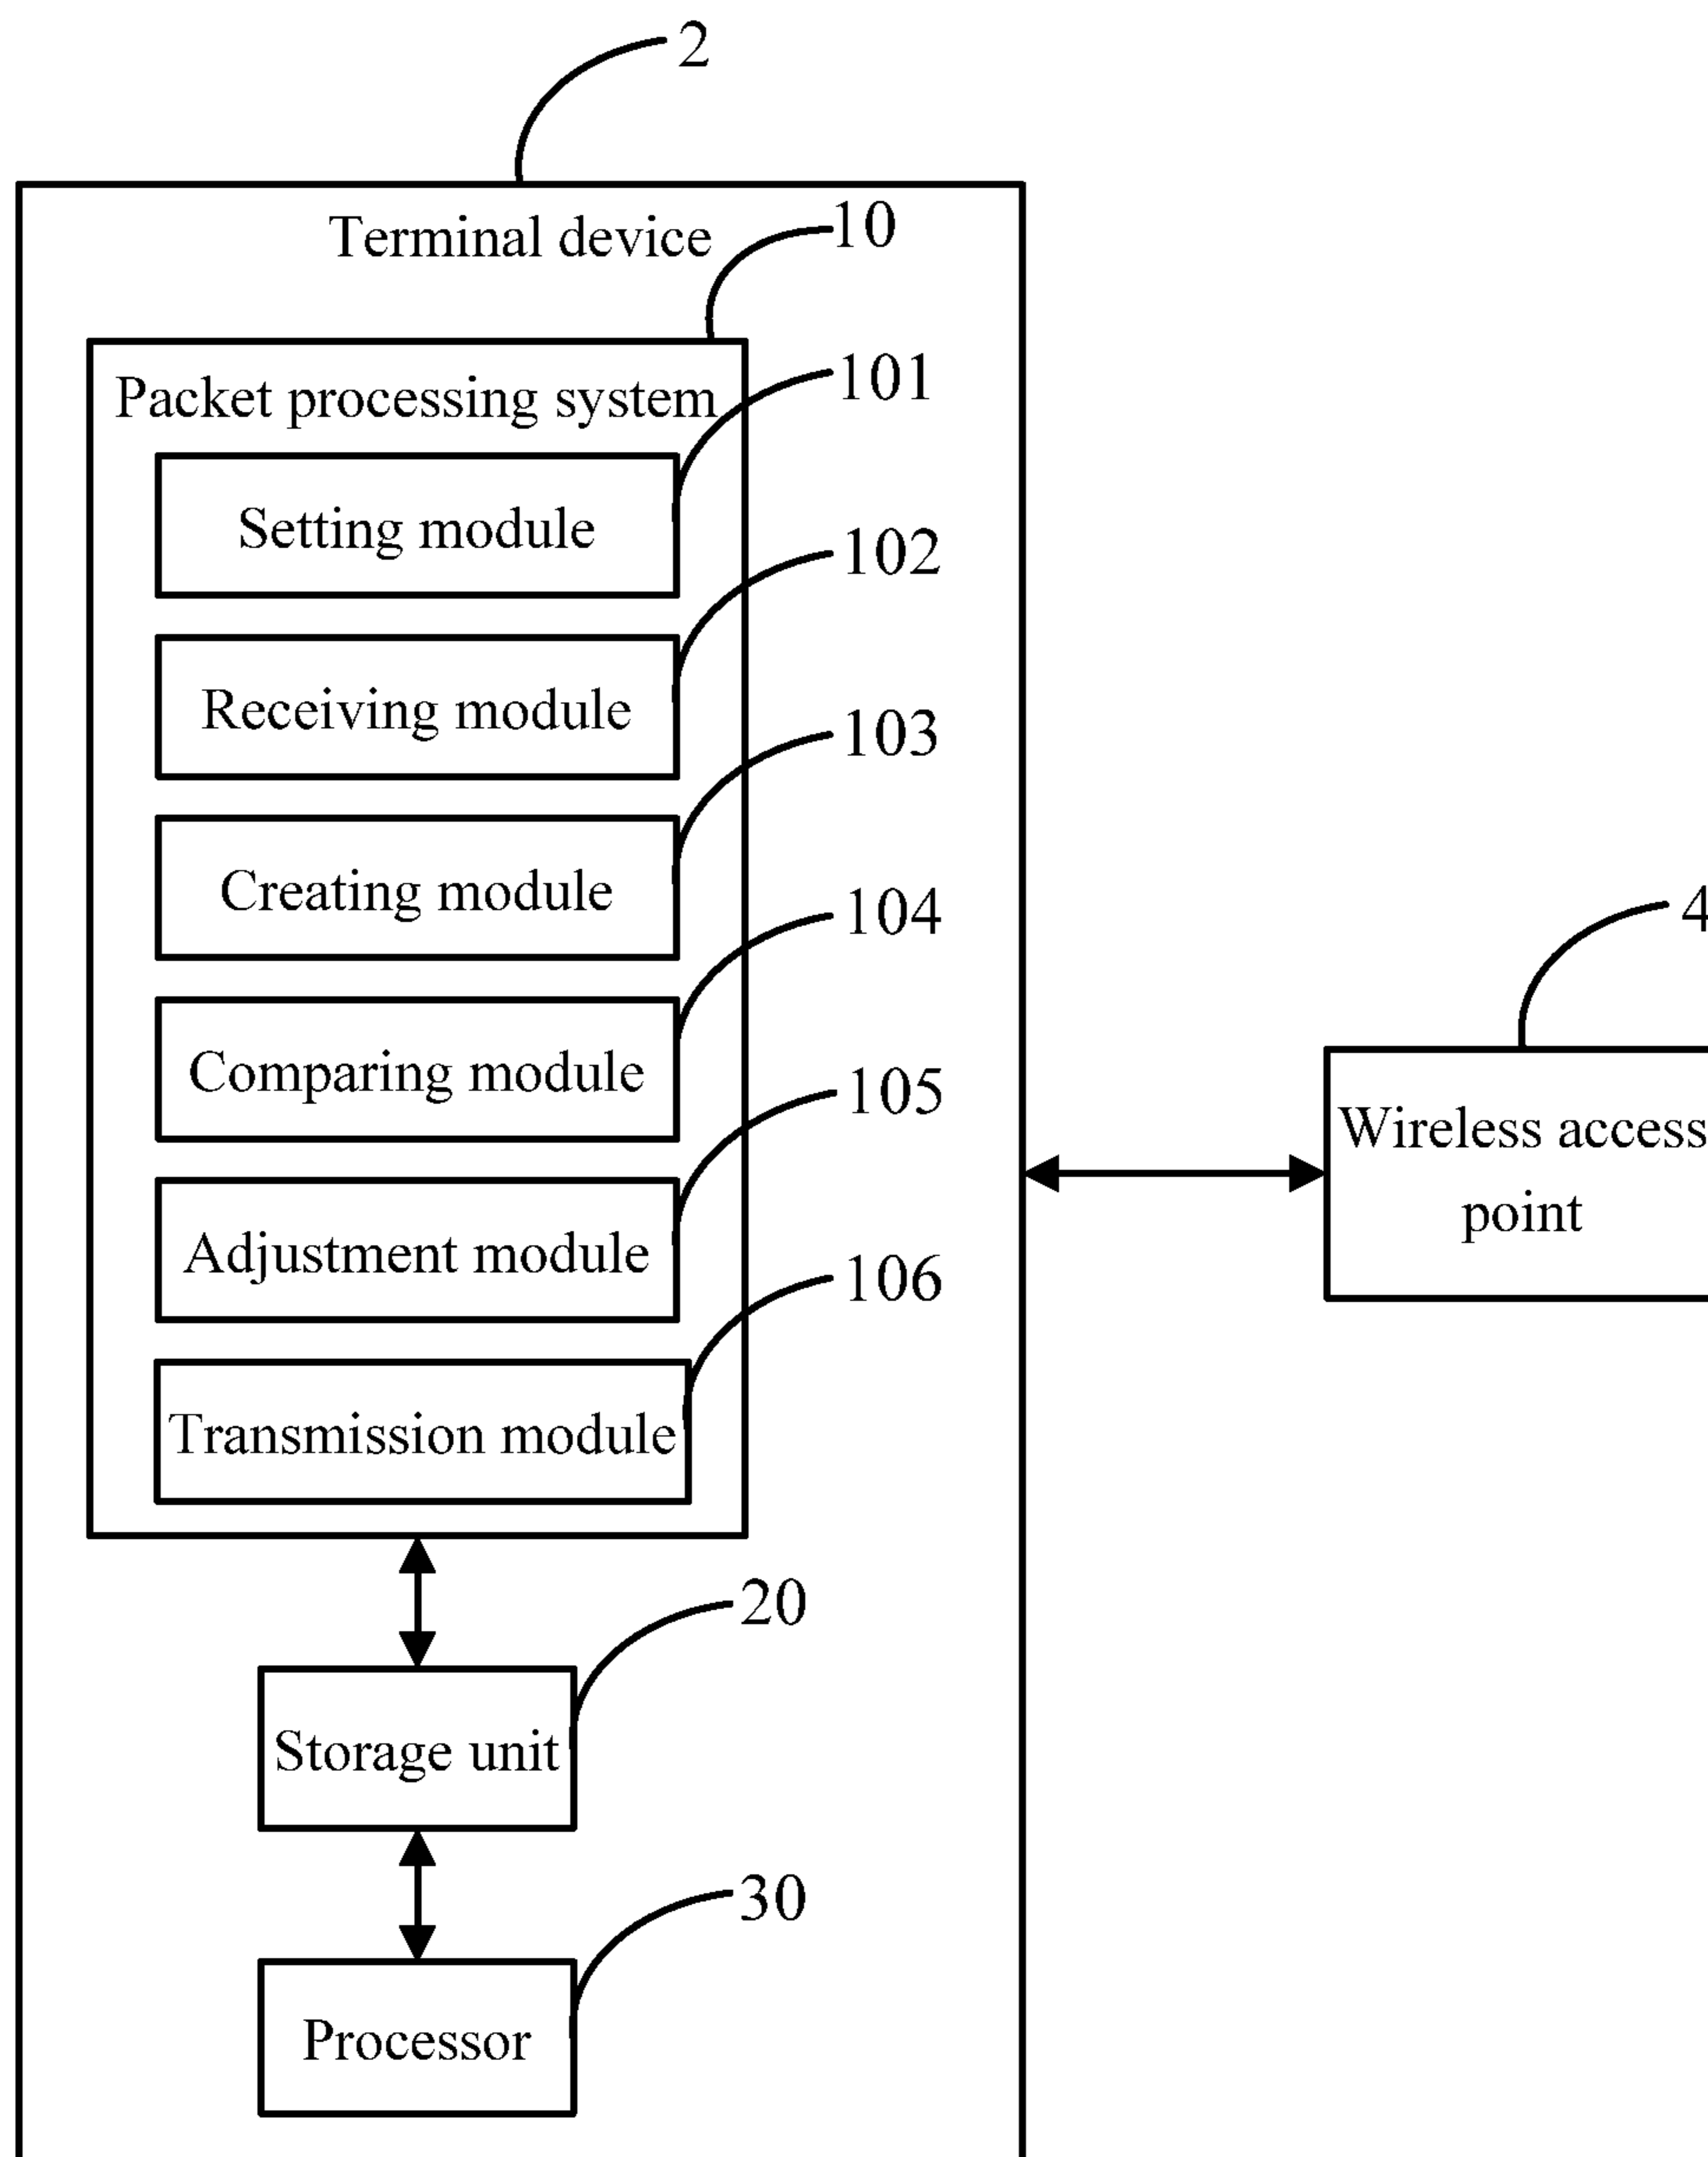 2
Terminal device
10
Packet processing system
101
Setting module
102
Receiving module
103
Creating module
104
Comparing module
105
Adjustment module
106
Transmission module
20
Storage unit
30
Processor
4
Wireless access
point